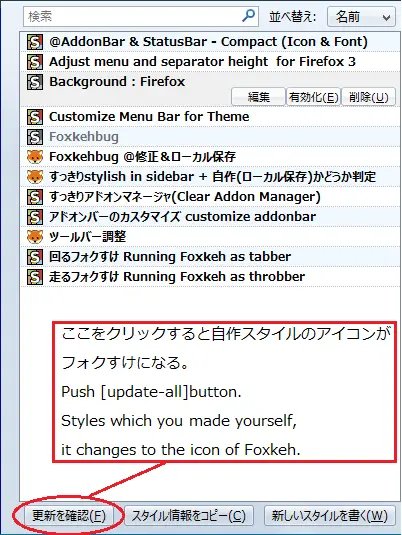 検索
並べ替え:
名前
@AddonBar & StatusBar - Compact (Icon & Font)
Adjust menu and separator height for Firefox 3
Background : Firefox
編集 有効化(E) 削除(U)
Customize Menu Bar for Theme
Foxkehbug
Foxkehbug @修正&ローカル保存
すっきりstylish in sidebar + 自作(ローカル保存)かどうか判定
すっきりアドオンマネージャ(Clear Addon Manager)
アドオンバーのカスタマイズ customize addonbar
ツールバー調整
回るフォクすけ Running Foxkeh as tabber
走るフォクすけ Running Foxkeh as throbber
ここをクリックすると自作スタイルのアイコンが
フォクすけになる。
Push [update-all]button.
Styles which you made yourself,
it changes to the icon of Foxkeh.
更新を確認(F) スタイル情報をコピー(C) 新しいスタイルを書く(W)